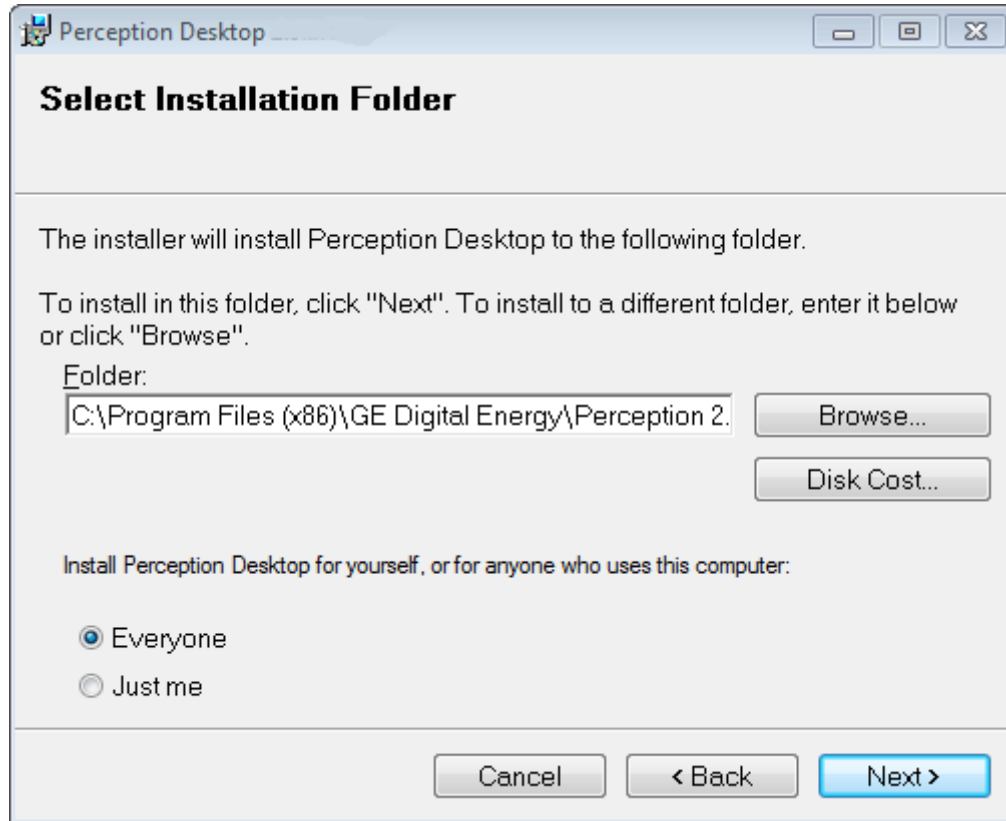 Perception Desktop
Select Installation Folder
The installer will install Perception Desktop to the following folder.
To install in this folder, click "Next". To install to a different folder, enter it below
or click "Browse".
Folder:
C:\Program Files (x86)\GE Digital Energy\Perception 2.
Browse...
Disk Cost...
Install Perception Desktop for yourself, or for anyone who uses this computer:
Everyone
Just me
Cancel
< Back
Next >